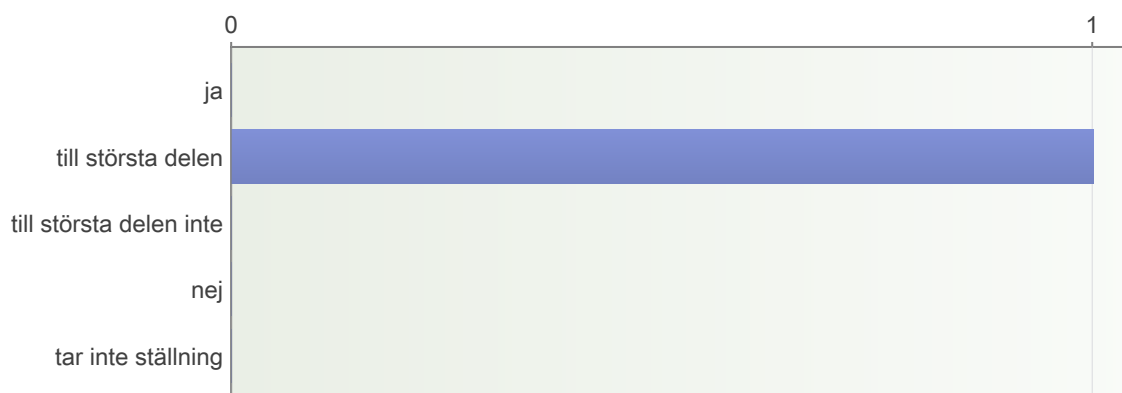 0 1
ja
till största delen
till största delen inte
nej
tar inte ställning